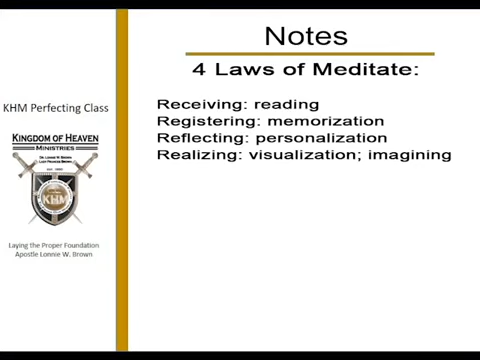 Notes
4 Laws of Meditate:
Receiving: reading
Registering: memorization
Reflecting: personalization
Realizing: visualization; imagining
KHM Perfecting Class
KINGDOM OF HEAVEN
MINISTRIES
KHM
Laying the Proper Foundation
Apostle Lonnie W. Brown